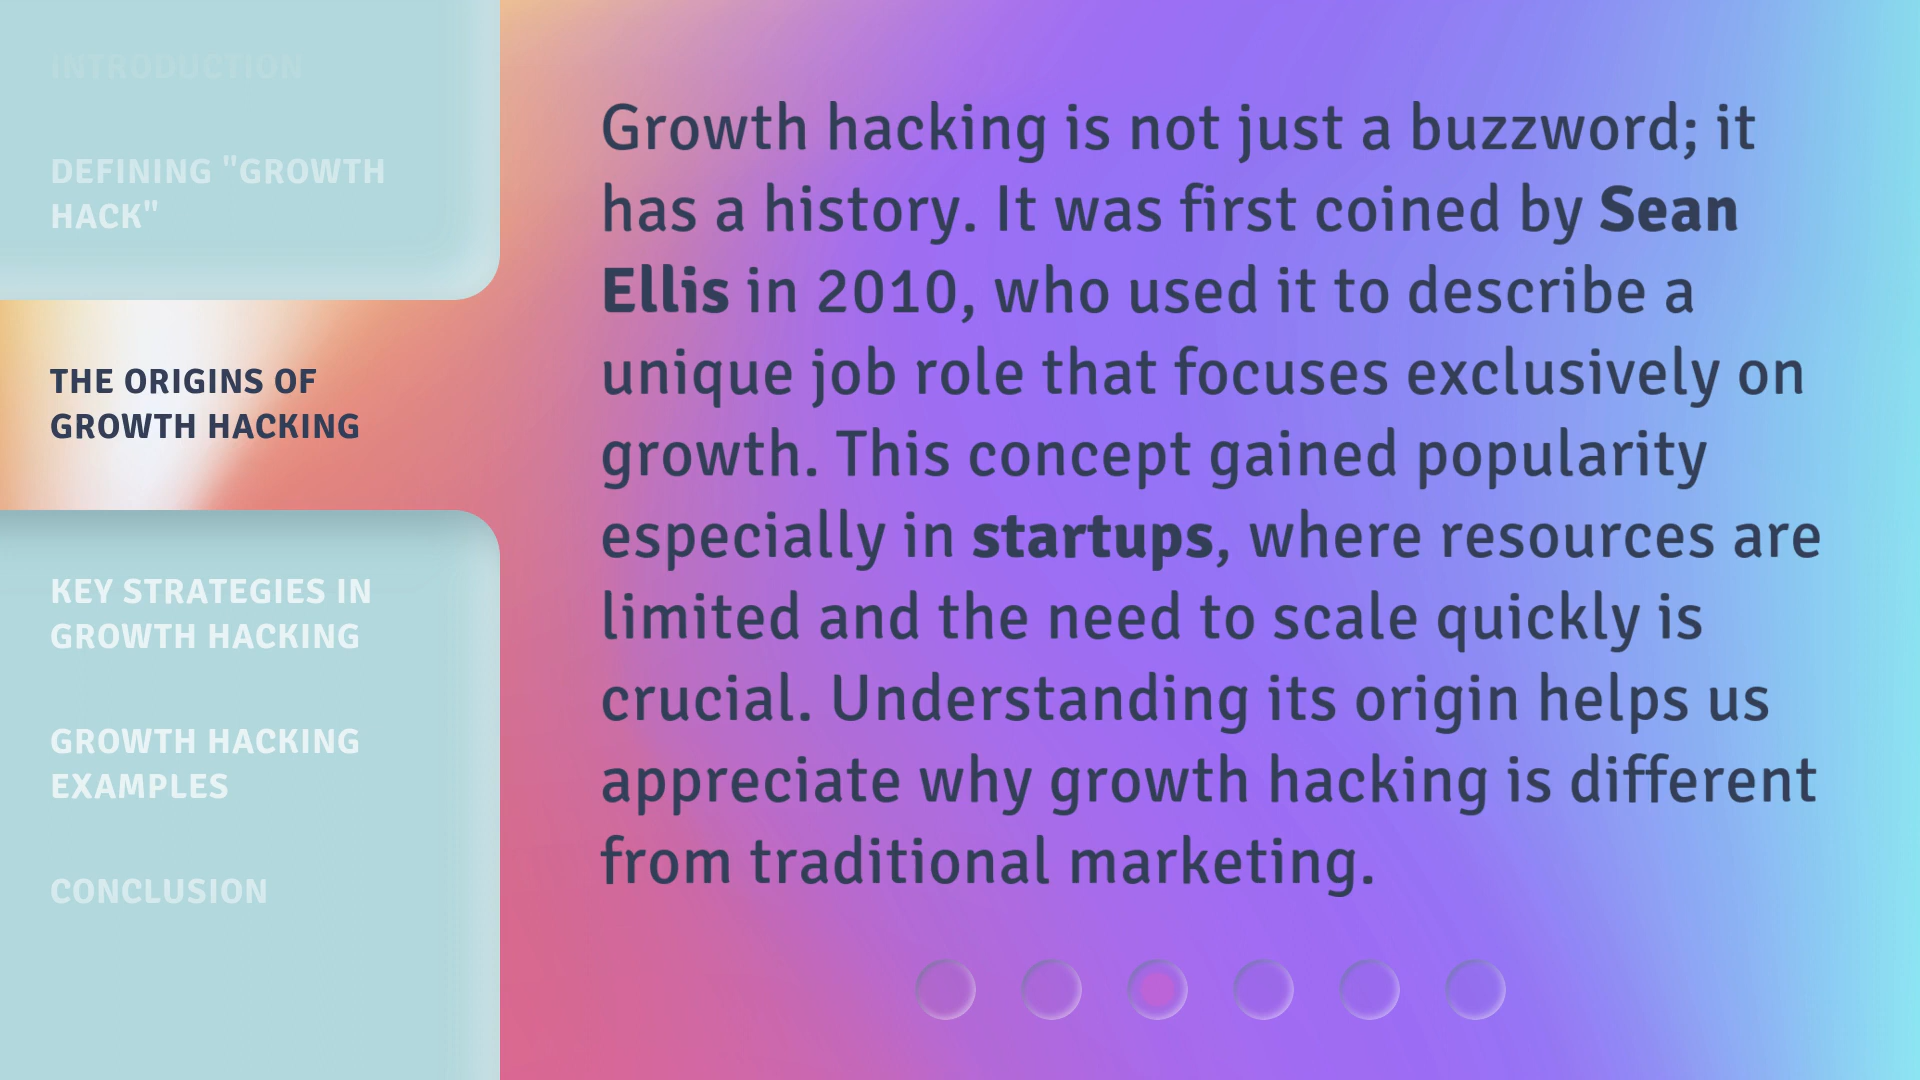 INTRODUCTION
DEFINING "GROWTH
HACK"
THE ORIGINS OF
GROWTH HACKING
KEY STRATEGIES IN
GROWTH HACKING
GROWTH HACKING
EXAMPLES
CONCLUSION
Growth hacking is not just a buzzword; it
has a history. It was first coined by Sean
Ellis in 2010, who used it to describe a
unique job role that focuses exclusively on
growth. This concept gained popularity
especially in startups, where resources are
limited and the need to scale quickly is
crucial. Understanding its origin helps us
appreciate why growth hacking is different
from traditional marketing.